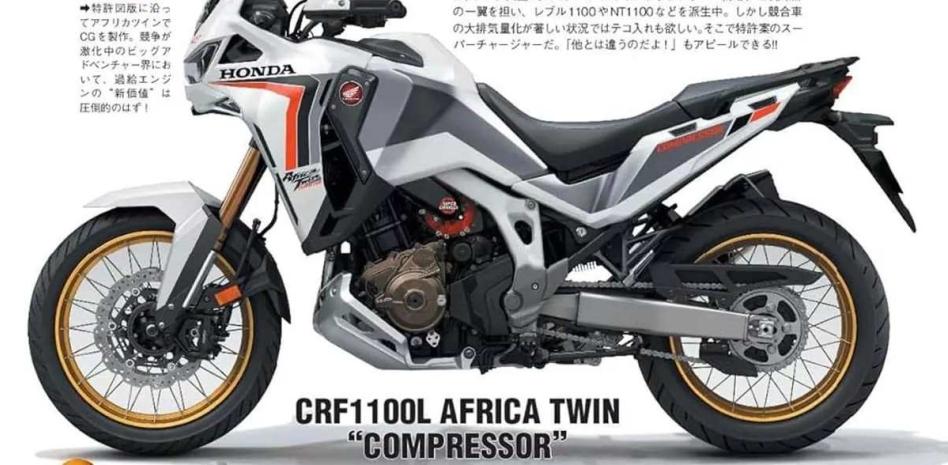 ➡特許図版に沿っ
てアフリカツインで
CGを製作。競争が
激化中のビッグア
ドベンチャー界にお
いて、過給エンジ
ンの“新価値”は
圧倒的のはず！
の一翼を担い、レブル1100やNT1100などを派生中。しかし競合車
の大排気量化が著しい状況ではテコ入れも欲しい。そこで特許案のスー
パーチャージャーだ。「他とは違うのだよ！」もアピールできる!!
HONDA
Africa
Twin
COMPRESSOR
SUPER
CHARGER
CRF1100L AFRICA TWIN
“COMPRESSOR”